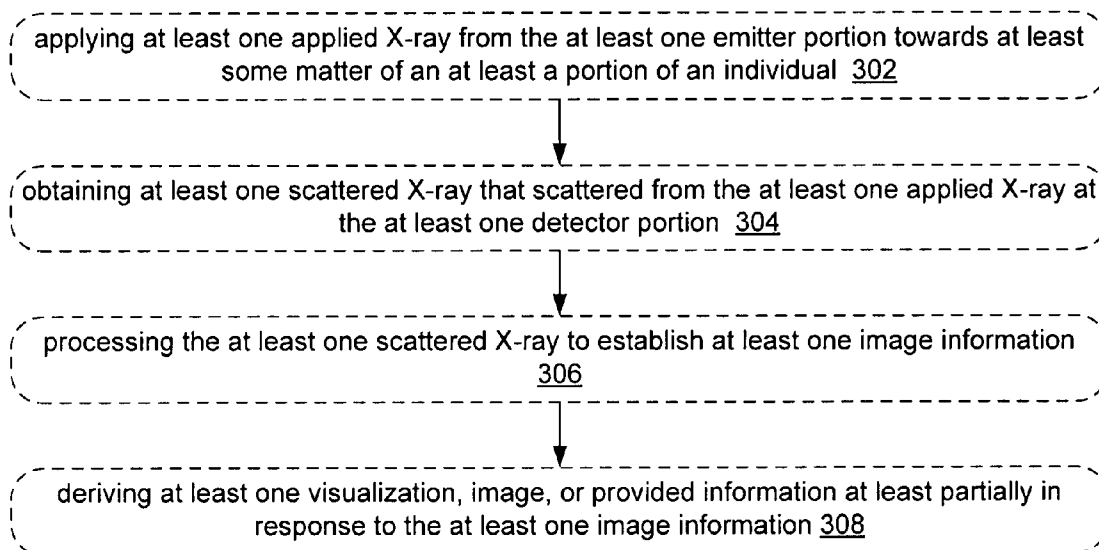 applying at least one applied X-ray from the at least one emitter portion towards at least
some matter of an at least a portion of an individual 302
obtaining at least one scattered X-ray that scattered from the at least one applied X-ray at
the at least one detector portion 304
processing the at least one scattered X-ray to establish at least one image information
306
deriving at least one visualization, image, or provided information at least partially in
response to the at least one image information 308